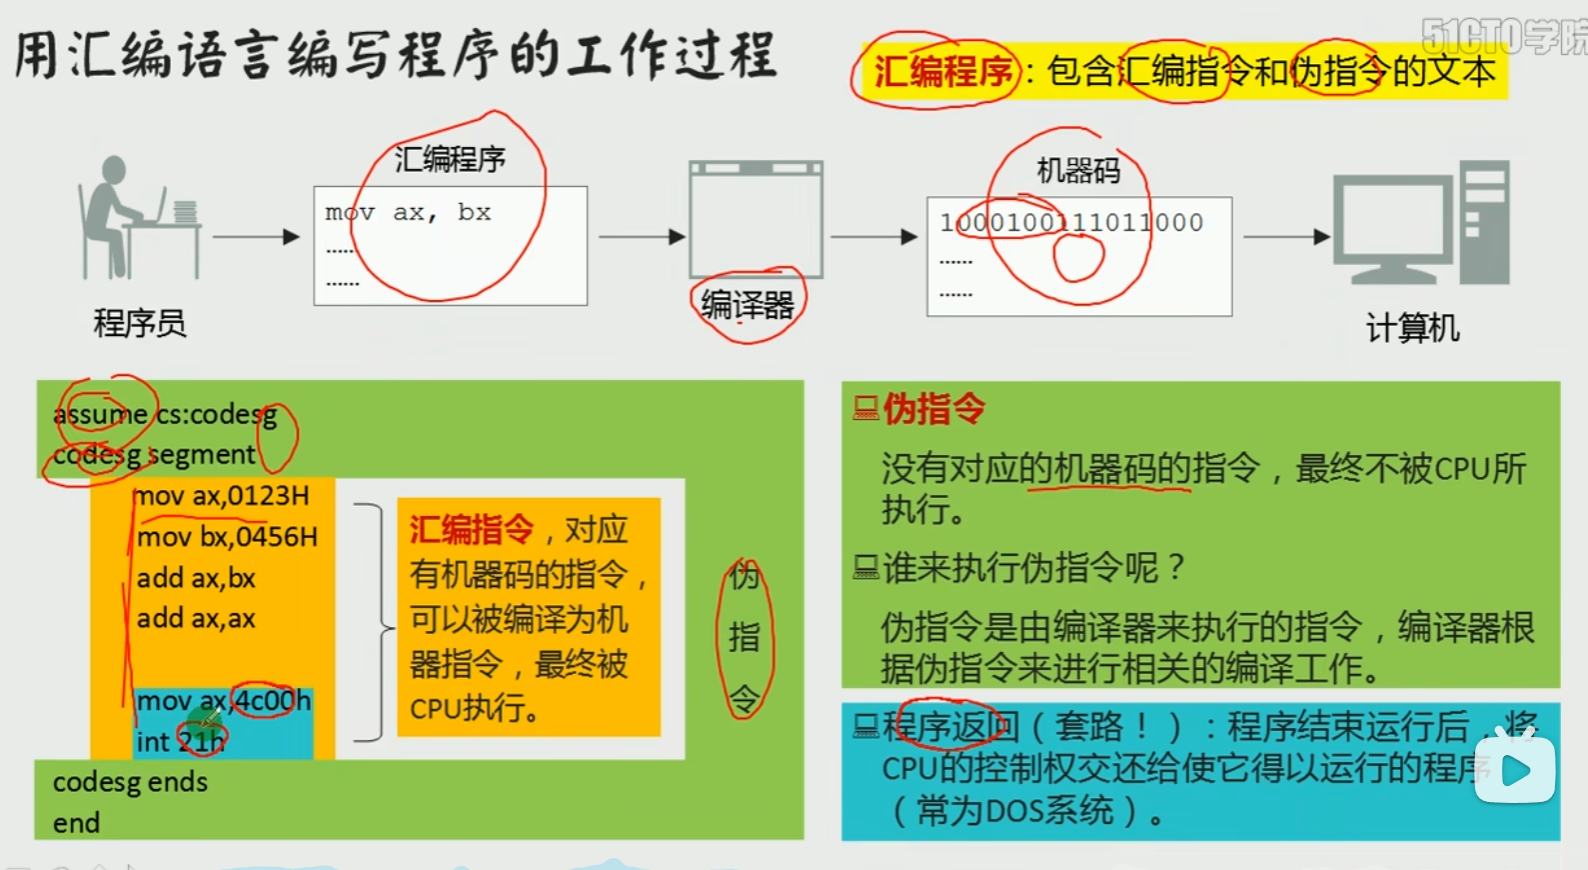 用汇编语言编写程序的工作过程
51CTO学院
汇编程序：包含汇编指令和伪指令的文本
汇编程序
mov ax, bx
……
……
机器码
1000100111011000
……
……
程序员
编译器
计算机
assume cs:codesg
codesg segment
mov ax,0123H
mov bx,0456H
add ax,bx
add ax,ax
mov ax,4c00h
int 21h
codesg ends
end
汇编指令，对应
有机器码的指令，
可以被编译为机
器指令，最终被
CPU执行。
伪
指
令
伪指令
没有对应的机器码的指令，最终不被CPU所
执行。
谁来执行伪指令呢？
伪指令是由编译器来执行的指令，编译器根
据伪指令来进行相关的编译工作。
程序返回（套路！）：程序结束运行后，将
CPU的控制权交还给使它得以运行的程序
（常为DOS系统）。